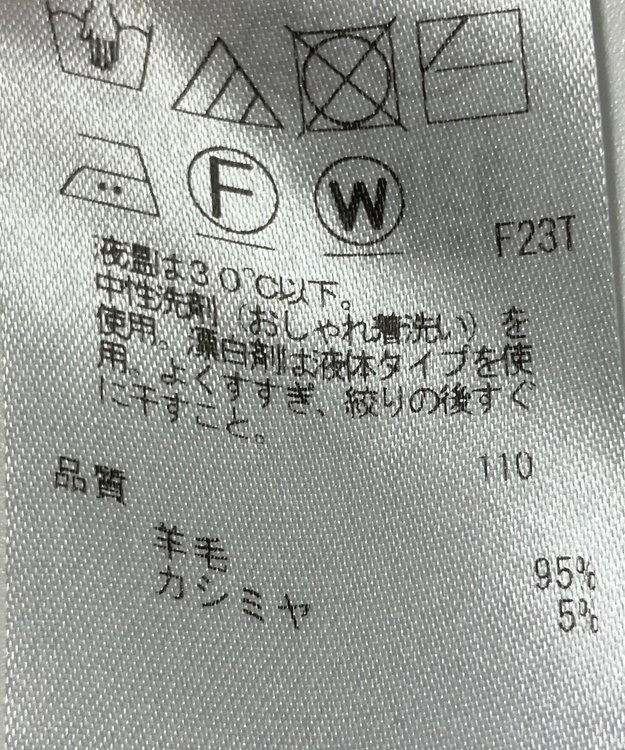 F
W
F23T
液温は30℃以下。
中性洗剤（おしゃれ着洗い）を
使用。漂白剤は液体タイプを使
用。よくすすぎ、絞りの後すぐ
に干すこと。
110
品質
羊毛 95%
カシミヤ 5%